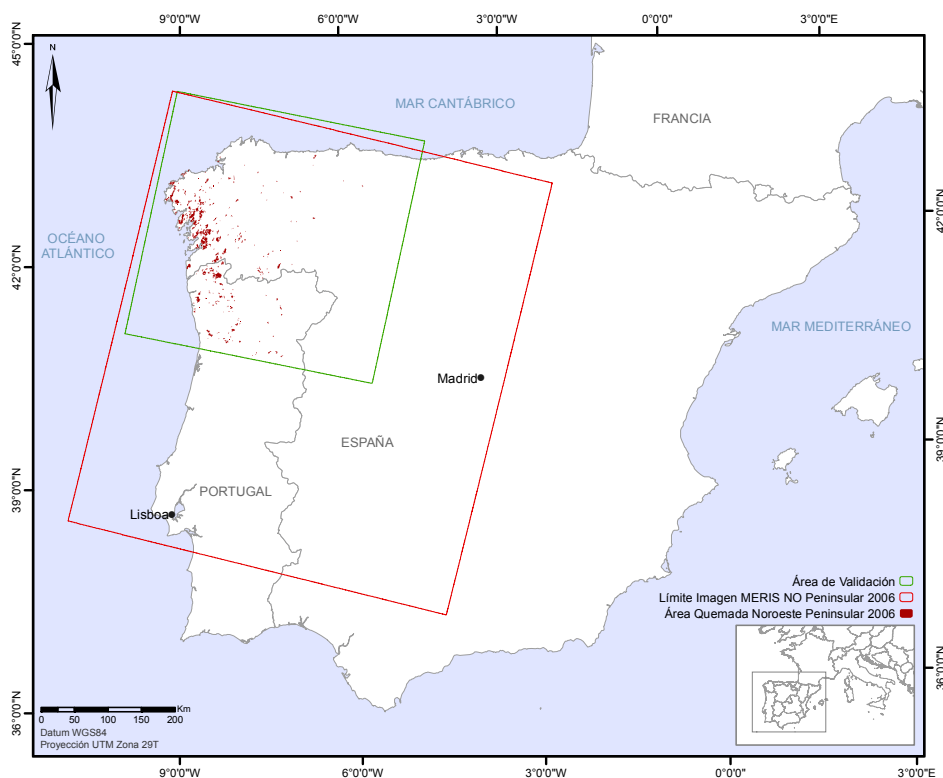 9°0'0"W 6°0'0"W 3°0'0"W 0°0'0" 3°0'0"E
45°0'0"N
N
MAR CANTÁBRICO
FRANCIA
42°0'0"N
OCÉANO
ATLÁNTICO
42°0'0"N
MAR MEDITERRÁNEO
Madrid
39°0'0"N
ESPAÑA
39°0'0"N
PORTUGAL
Lisboa
Área de Validación
Límite Imagen MERIS NO Peninsular 2006
Área Quemada Noroeste Peninsular 2006
36°0'0"N
36°0'0"N
0 50 100 150 200 Km
Datum WGS84
Proyección UTM Zona 29T
9°0'0"W 6°0'0"W 3°0'0"W 0°0'0" 3°0'0"E